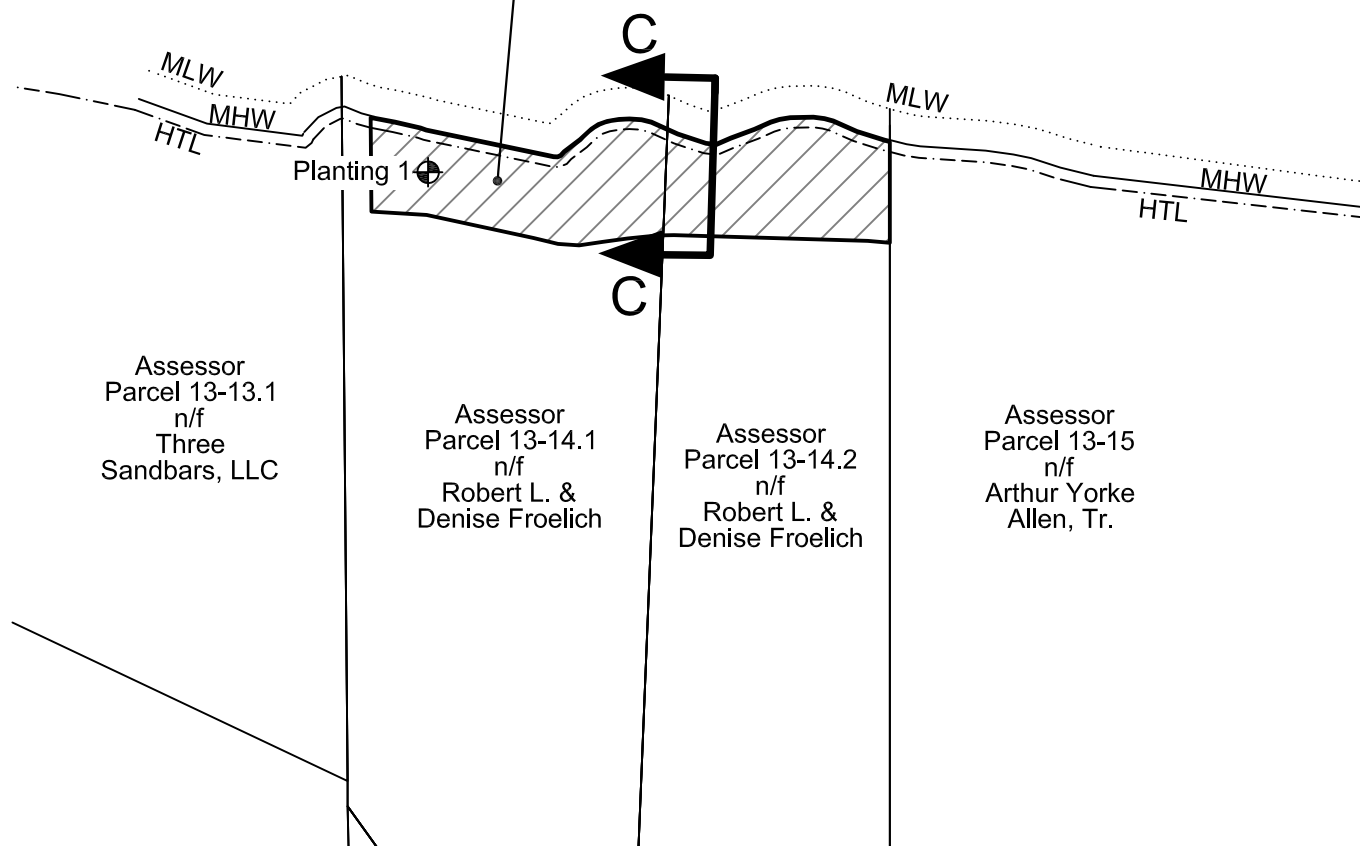 C
MLW
MLW
MHW
HTL
Planting 1
MHW
HTL
C
Assessor
Parcel 13-13.1
n/f
Three
Sandbars, LLC
Assessor
Parcel 13-14.1
n/f
Robert L. &
Denise Froelich
Assessor
Parcel 13-14.2
n/f
Robert L. &
Denise Froelich
Assessor
Parcel 13-15
n/f
Arthur Yorke
Allen, Tr.